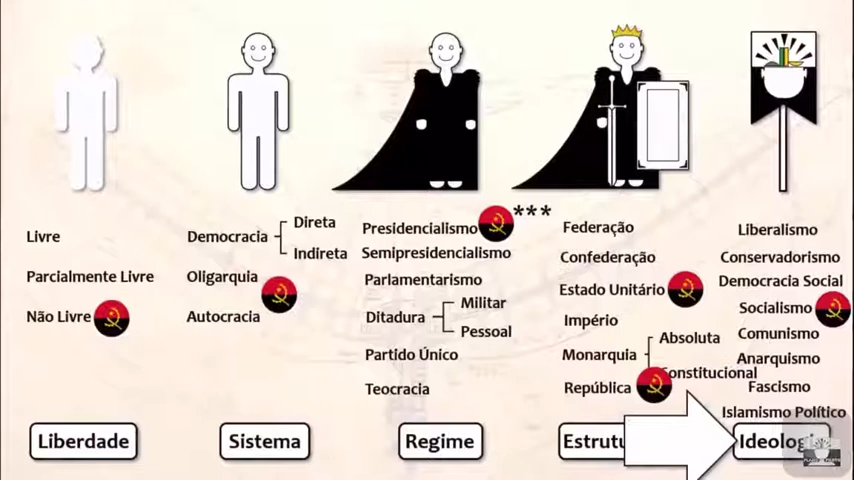 Livre
Parcialmente Livre
Não Livre
Liberdade
Democracia
Direta
Indireta
Oligarquia
Autocracia
Sistema
Presidencialismo ***
Semipresidencialismo
Parlamentarismo
Ditadura
Militar
Pessoal
Partido Único
Teocracia
Regime
Federação
Confederação
Estado Unitário
Império
Monarquia
Absoluta
Constitucional
República
Estrutu
Liberalismo
Conservadorismo
Democracia Social
Socialismo
Comunismo
Anarquismo
Fascismo
Islamismo Político
Ideologi